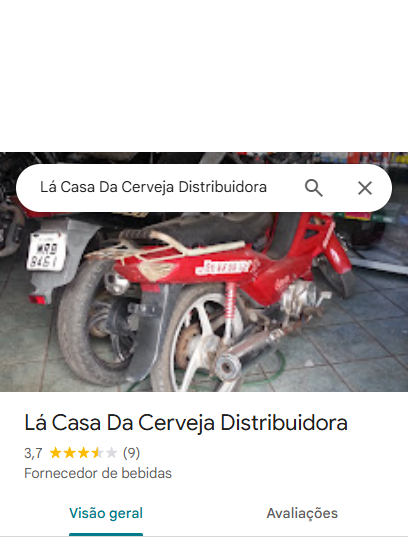 Lá Casa Da Cerveja Distribuidora
MRB
8461
Lá Casa Da Cerveja Distribuidora
3,7 (9)
Fornecedor de bebidas
Visão geral
Avaliações